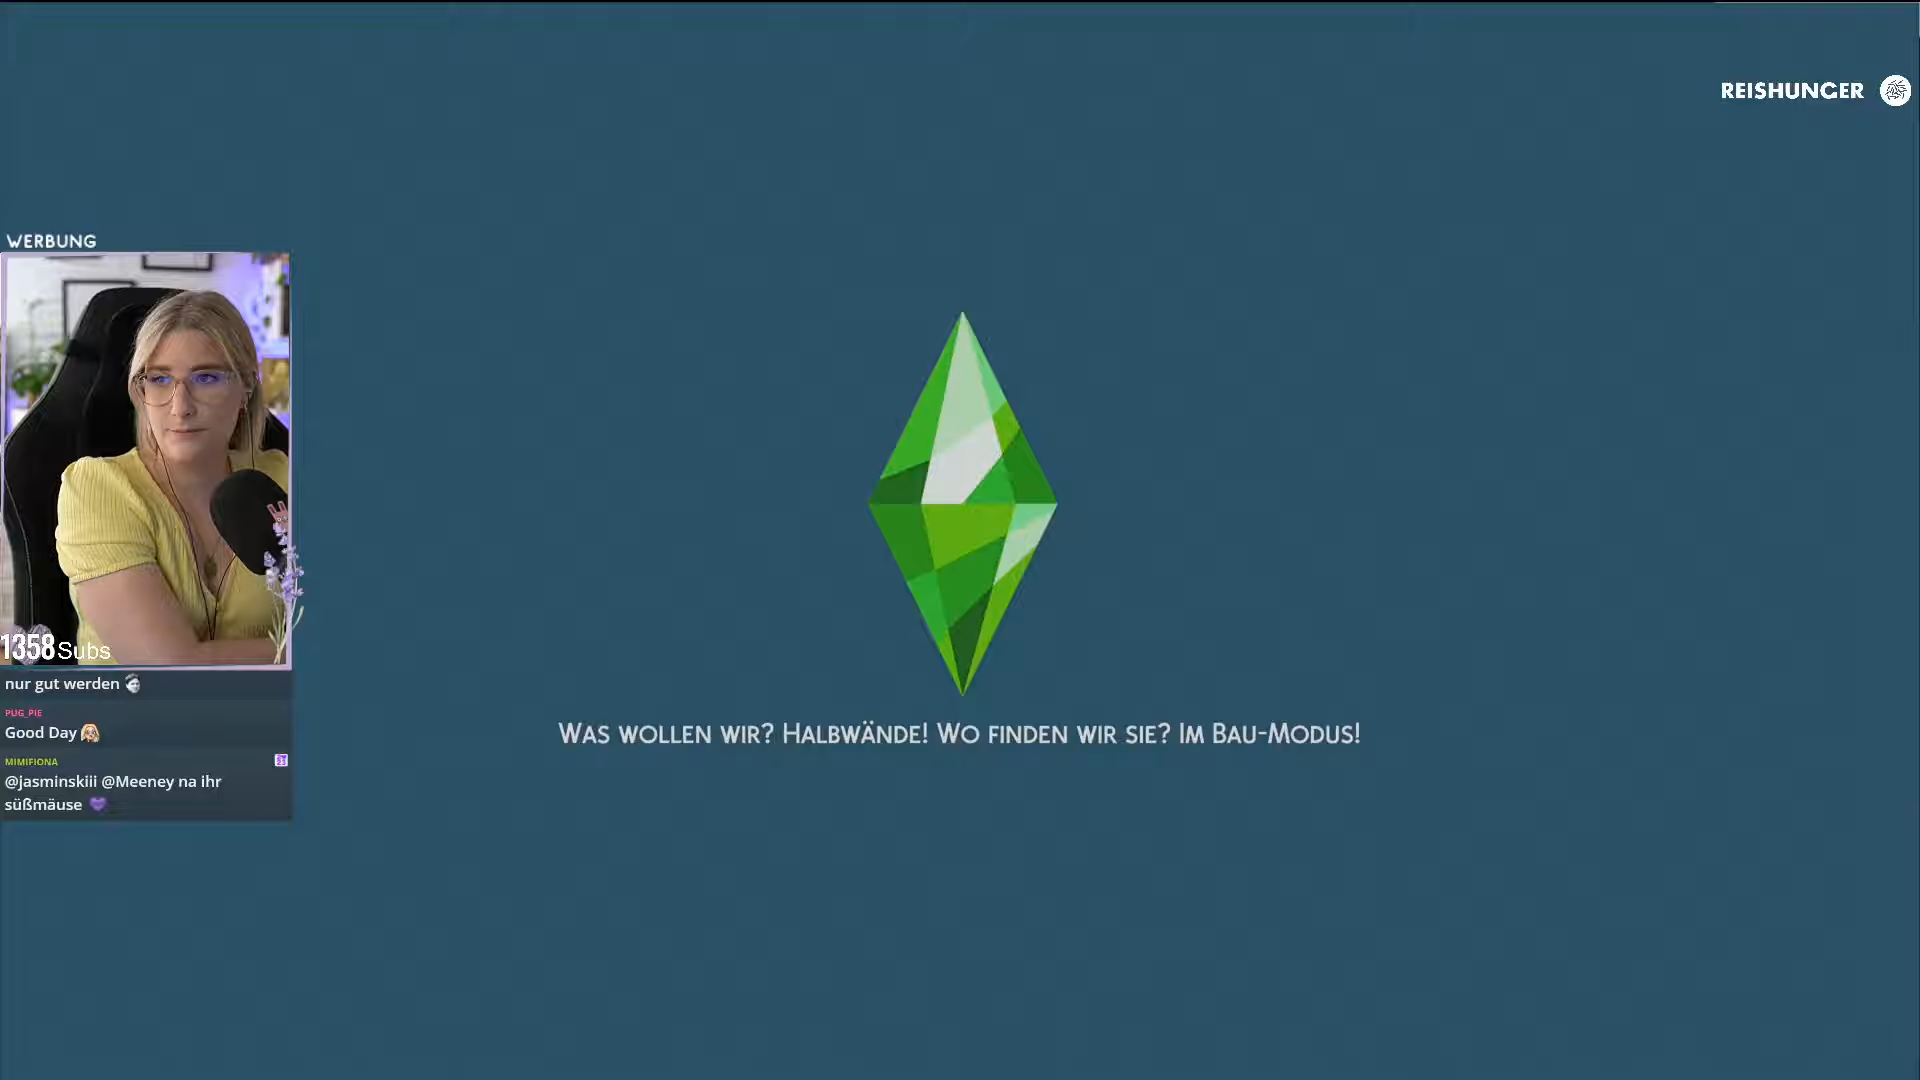 REISHUNGER
WERBUNG
1358 Subs
nur gut werden
PUG_PIE
Good Day
MIMIFIONA
@jasminskiii @Meeney na ihr
süßmäuse
Was wollen wir? Halbwände! Wo finden wir sie? Im Bau-Modus!